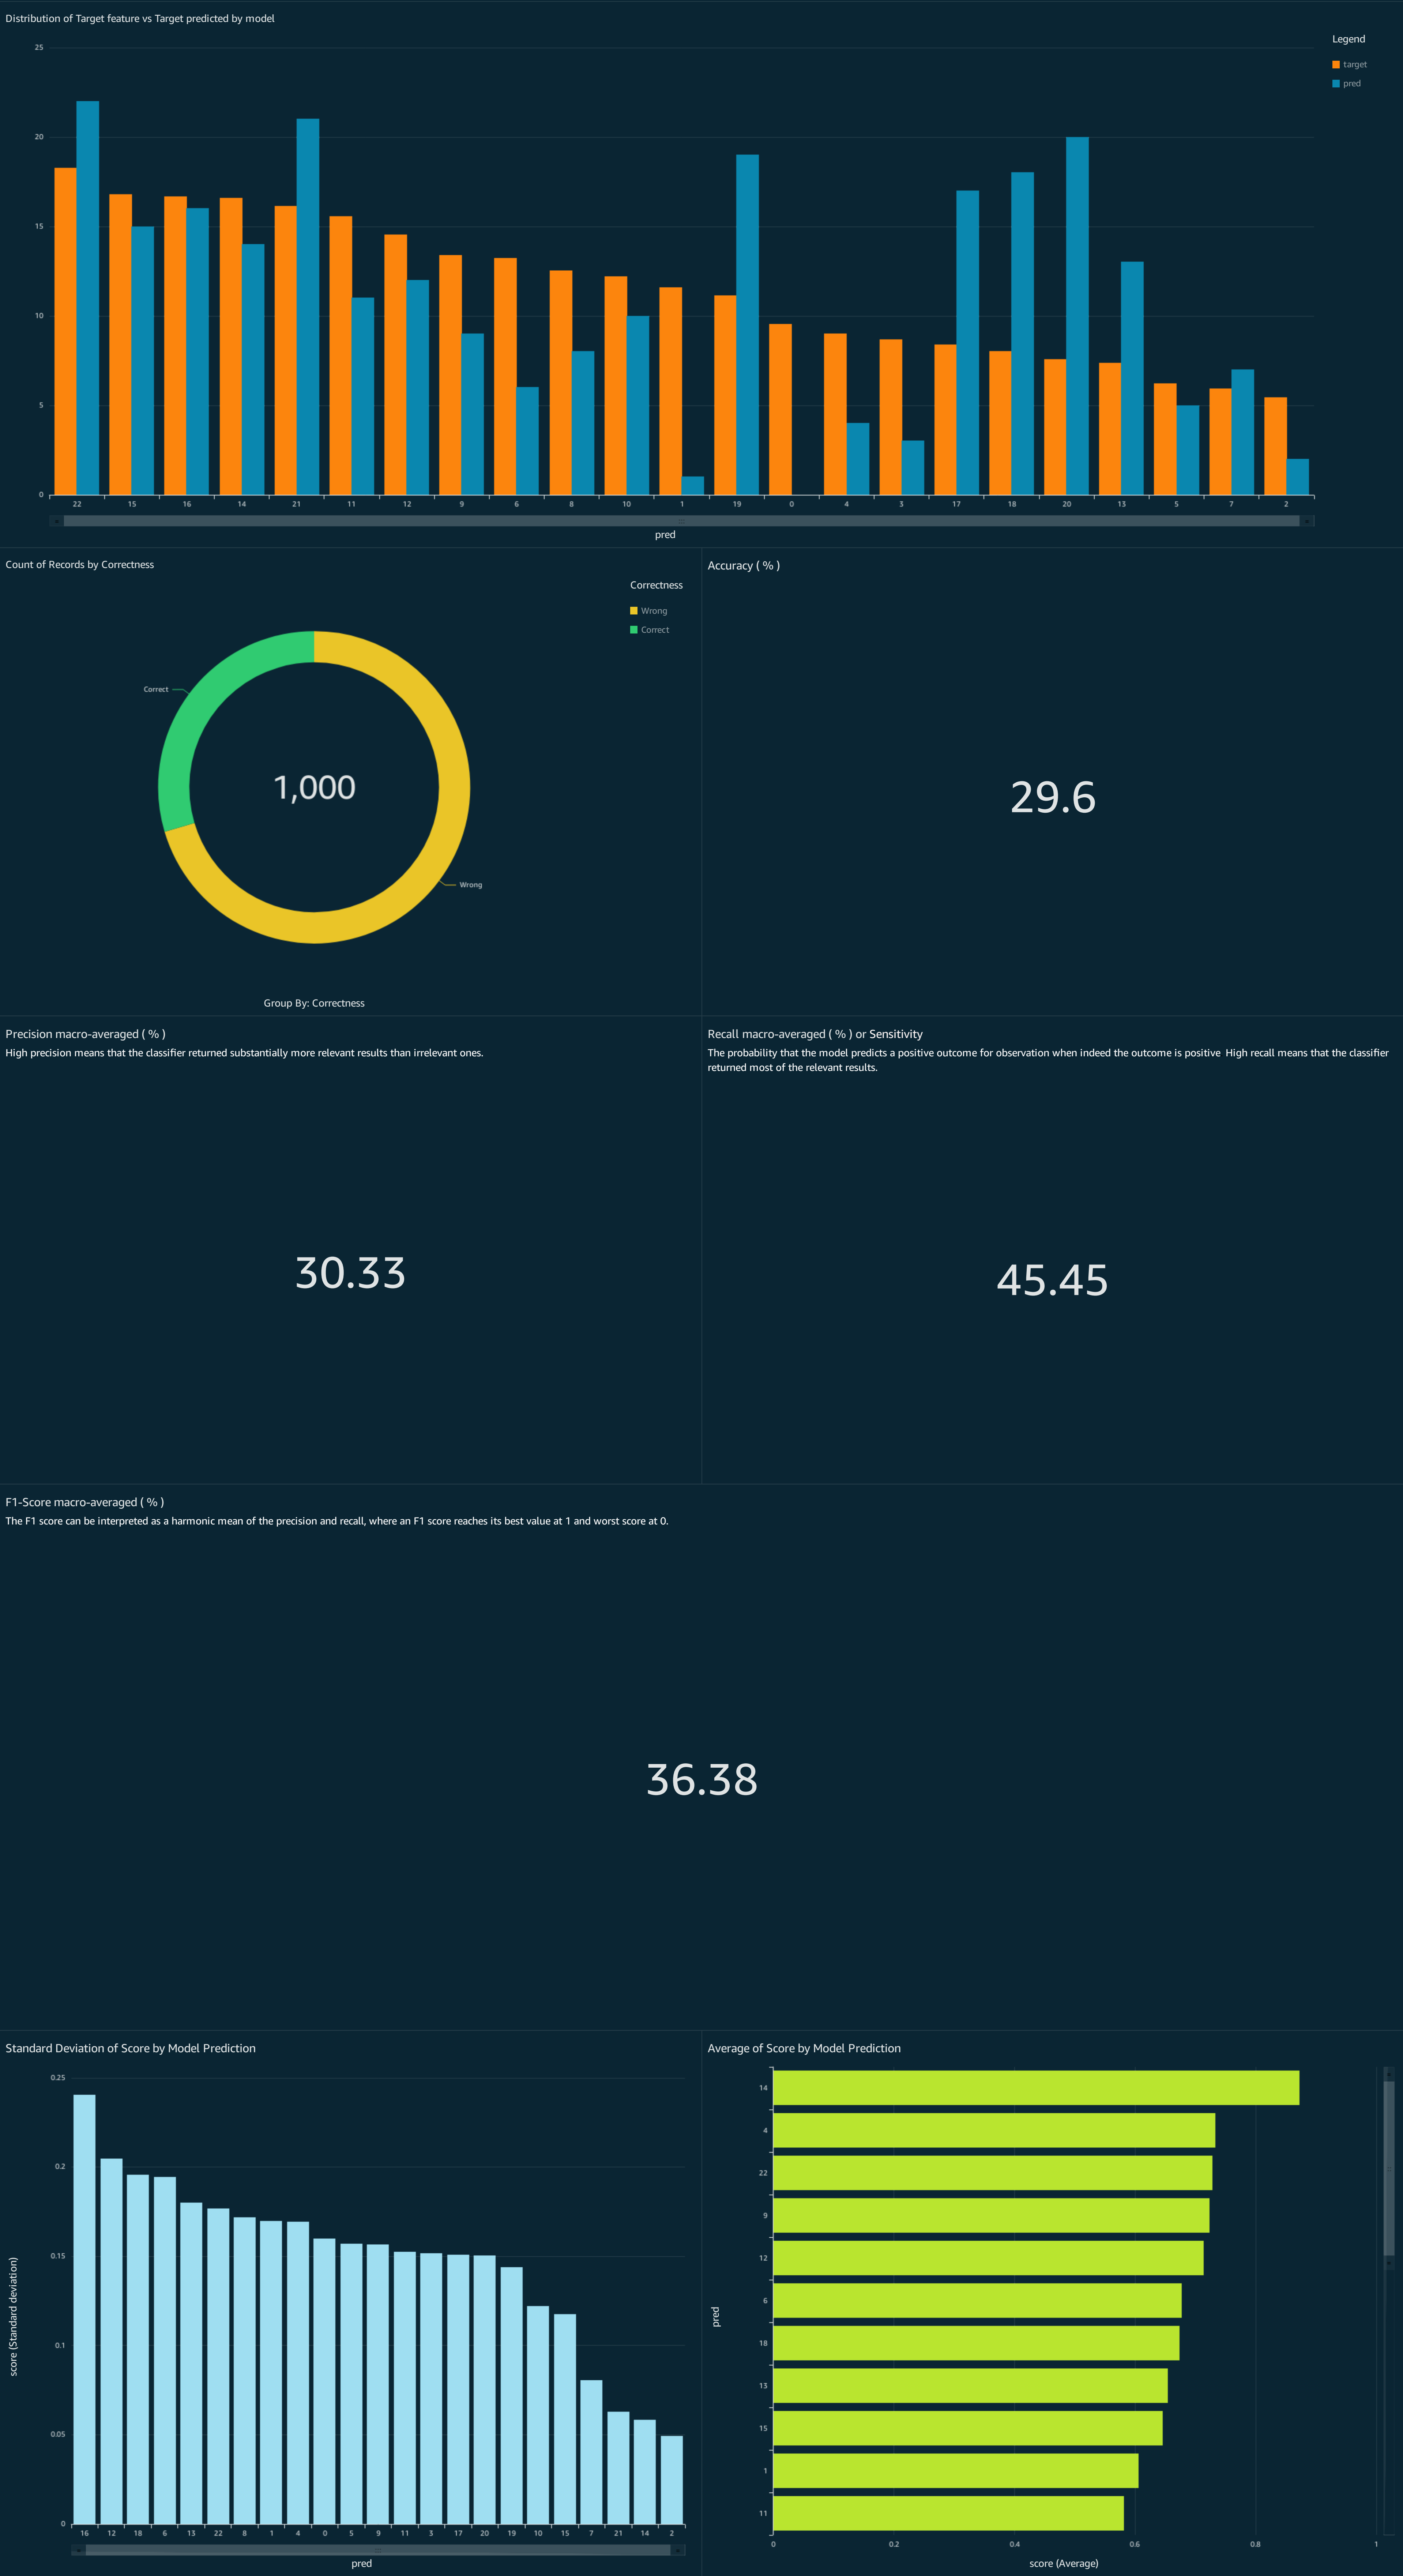 Distribution of Target feature vs Target predicted by model
Legend
target
pred
25
20
15
10
5
0
22 15 16 14 21 11 12 9 6 8 10 1 19 0 4 3 17 18 20 13 5 7 2
pred
Count of Records by Correctness
Correctness
Wrong
Correct
Correct
1,000
Wrong
Group By: Correctness
Accuracy ( % )
29.6
Precision macro-averaged ( % )
High precision means that the classifier returned substantially more relevant results than irrelevant ones.
30.33
Recall macro-averaged ( % ) or Sensitivity
The probability that the model predicts a positive outcome for observation when indeed the outcome is positive High recall means that the classifier
returned most of the relevant results.
45.45
F1-Score macro-averaged ( % )
The F1 score can be interpreted as a harmonic mean of the precision and recall, where an F1 score reaches its best value at 1 and worst score at 0.
36.38
Standard Deviation of Score by Model Prediction
score (Standard deviation)
0.25
0.2
0.15
0.1
0.05
0
16 12 18 6 13 22 8 1 4 0 5 9 11 3 17 20 19 10 15 7 21 14 2
pred
Average of Score by Model Prediction
pred
14
4
22
9
12
6
18
13
15
1
11
0 0.2 0.4 0.6 0.8 1
score (Average)